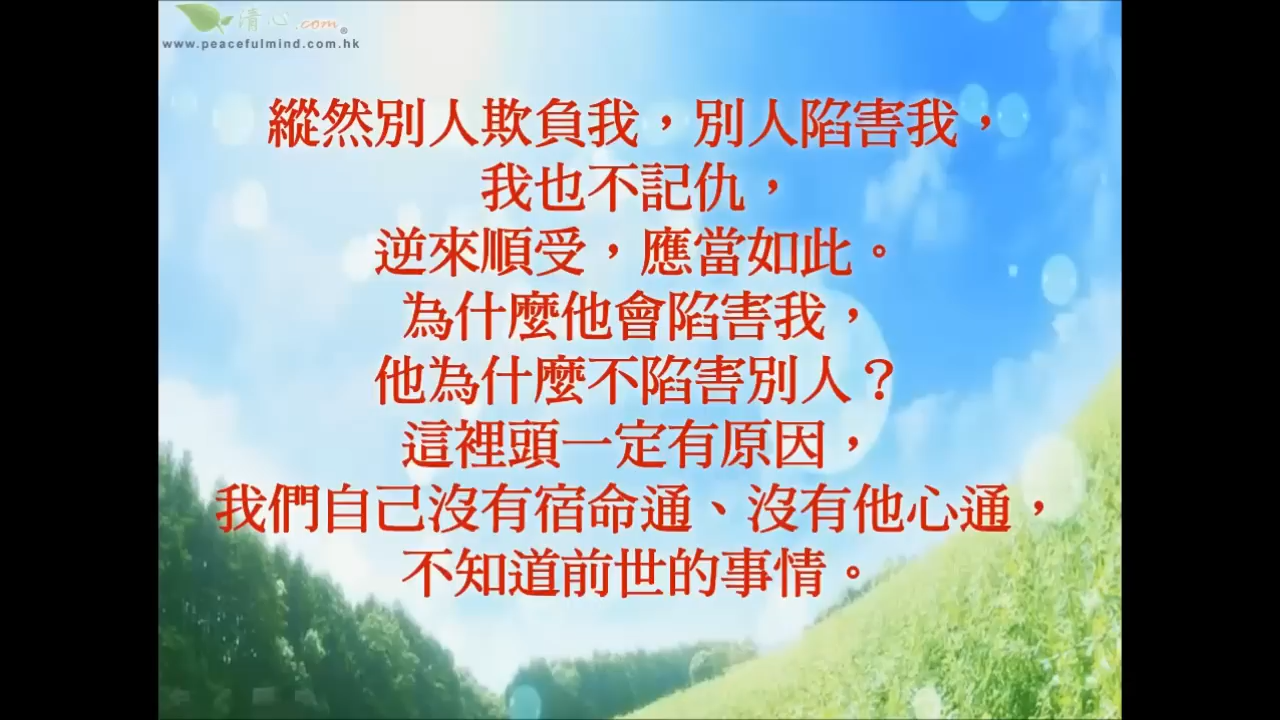 清心.com®
www.peacefulmind.com.hk
縱然別人欺負我，別人陷害我，
我也不記仇，
逆來順受，應當如此。
為什麼他會陷害我，
他為什麼不陷害別人？
這裡頭一定有原因，
我們自己沒有宿命通、沒有他心通，
不知道前世的事情。